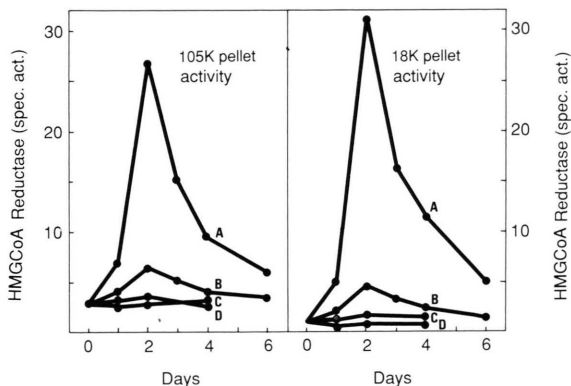 HMGCoA Reductase (spec. act.)
30
20
10
105K pellet
activity
A
B
C
D
0 2 4 6
Days
18K pellet
activity
A
B
C D
0 2 4 6
Days
30
20
10
HMGCoA Reductase (spec. act.)